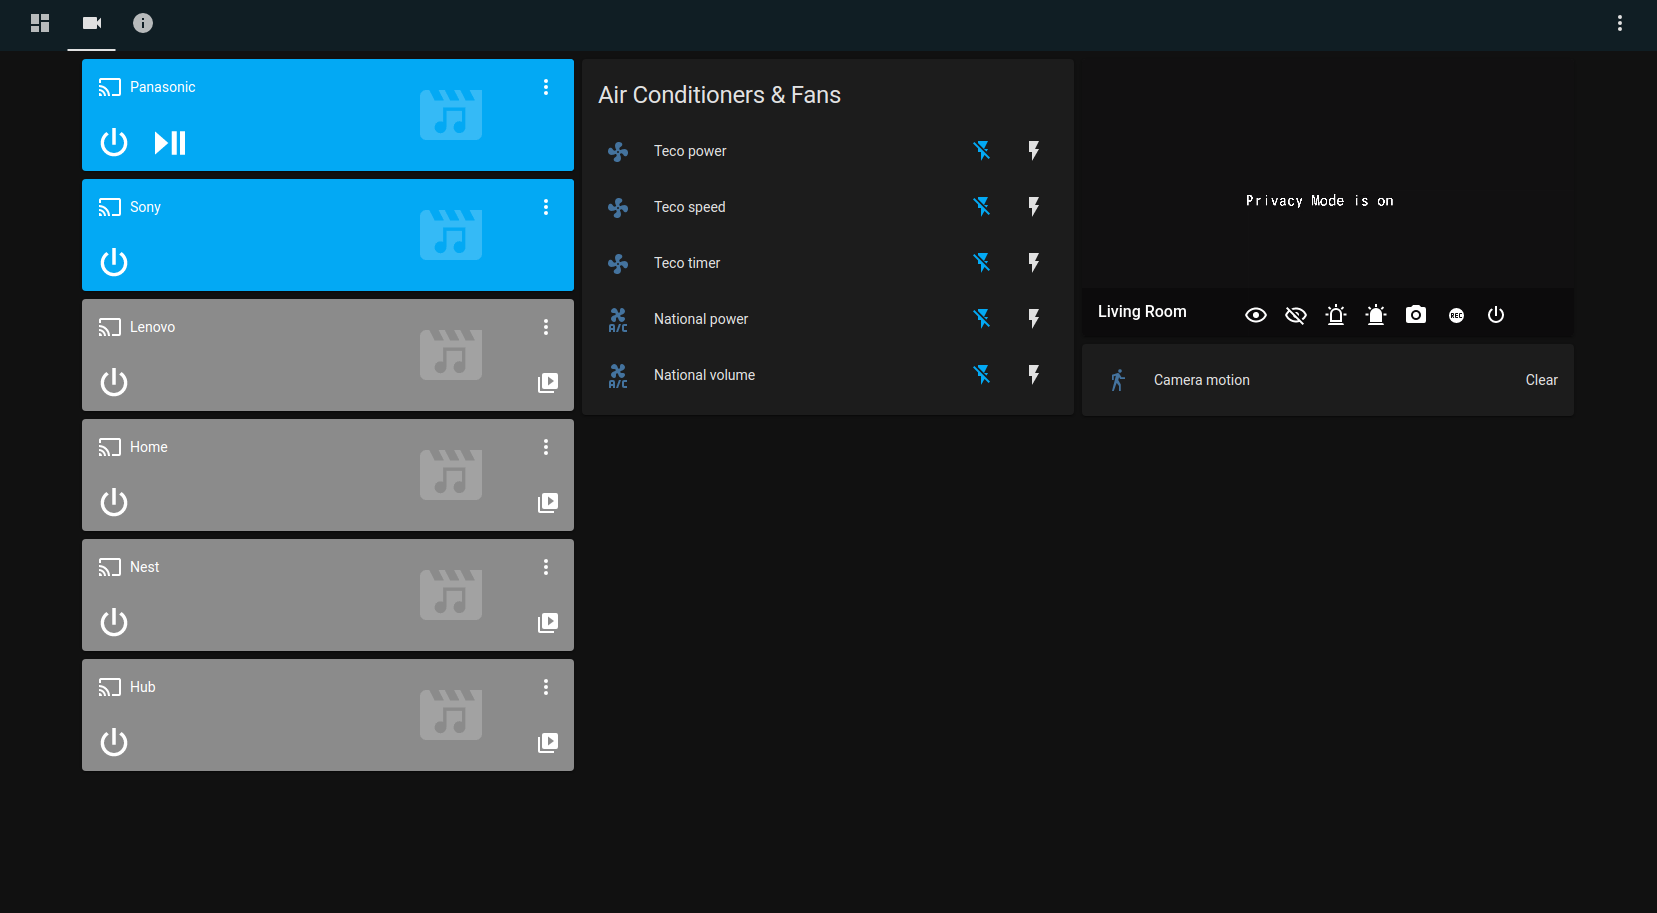 Panasonic
Sony
Lenovo
Home
Nest
Hub
Air Conditioners & Fans
Teco power
Teco speed
Teco timer
A/C National power
A/C National volume
Privacy Mode is on
Living Room REC
Camera motion Clear